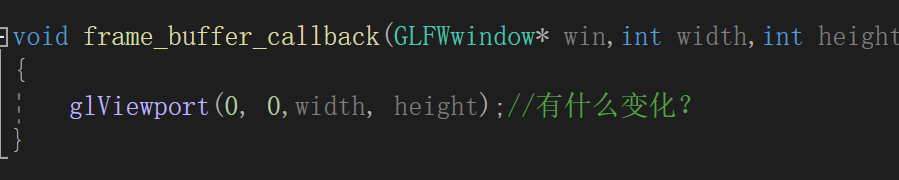 void frame_buffer_callback(GLFWwindow* win,int width,int height
{
glViewport(0, 0,width, height);//有什么变化?
}